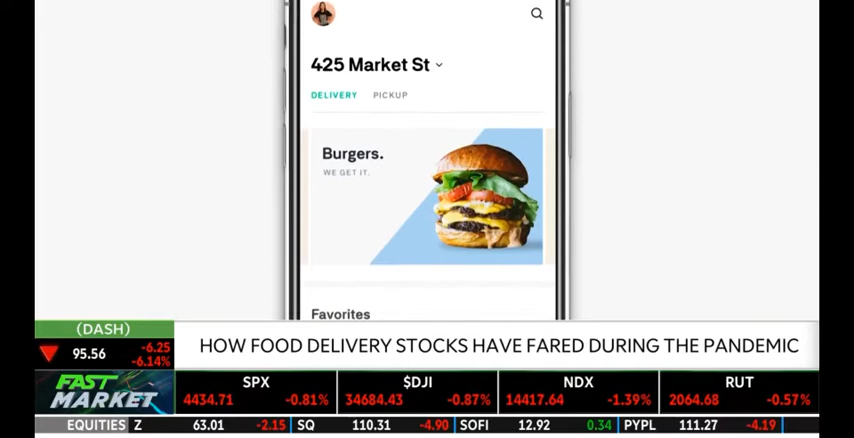 425 Market St
DELIVERY PICKUP
Burgers.
WE GET IT.
Favorites
(DASH)
95.56 -6.25 -6.14%
HOW FOOD DELIVERY STOCKS HAVE FARED DURING THE PANDEMIC
FAST MARKET
SPX $DJI NDX RUT
4434.71 -0.81% 34684.43 -0.87% 14417.64 -1.39% 2064.68 -0.57%
EQUITIES Z 63.01 -2.15 SQ 110.31 -4.90 SOFI 12.92 0.34 PYPL 111.27 -4.19